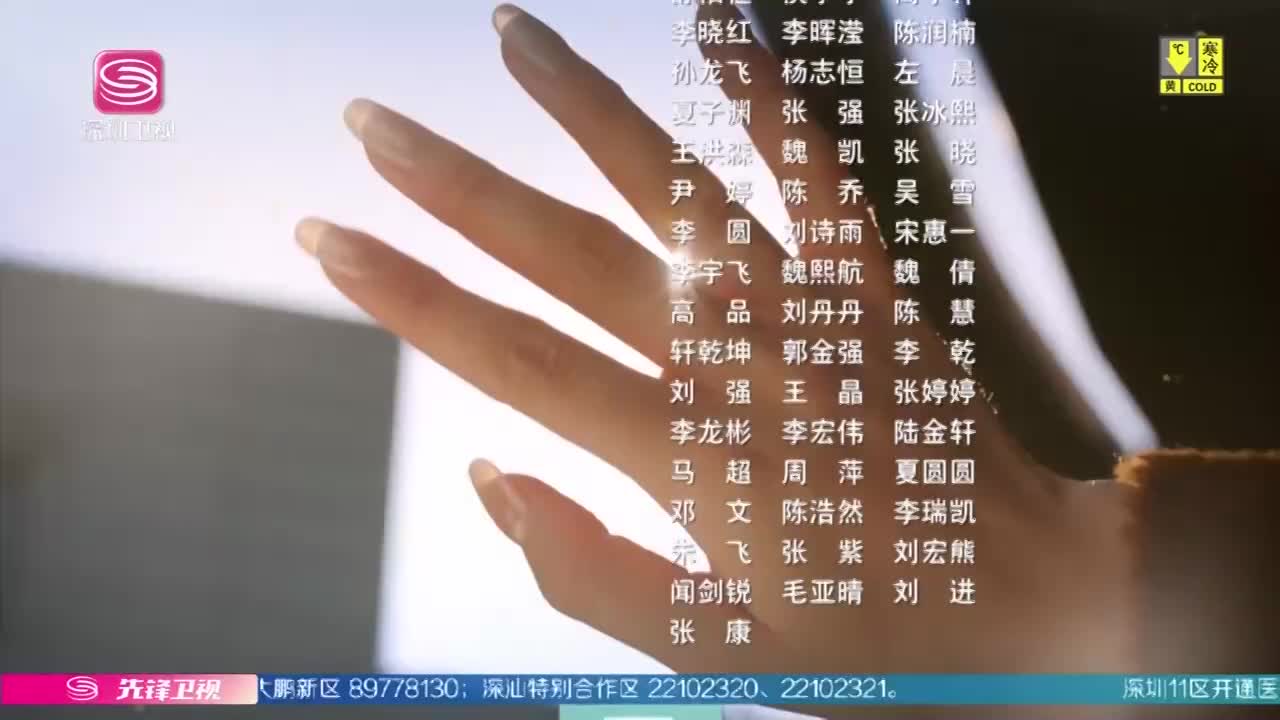 李晓红 李晖滢 陈润楠
孙龙飞 杨志恒 左 晨
夏子渊 张 强 张冰熙
王洪森 魏 凯 张 晓
尹 婷 陈 乔 吴 雪
李 圆 刘诗雨 宋惠一
李宇飞 魏熙航 魏 倩
高 品 刘丹丹 陈 慧
轩乾坤 郭金强 李 乾
刘 强 王 晶 张婷婷
李龙彬 李宏伟 陆金轩
马 超 周 萍 夏圆圆
邓 文 陈浩然 李瑞凯
朱 飞 张 紫 刘宏熊
闻剑锐 毛亚晴 刘 进
张 康
深圳卫视
℃ 寒冷
黄 COLD
先锋卫视 大鹏新区 89778130；深汕特别合作区 22102320、22102321。 深圳11区开通医